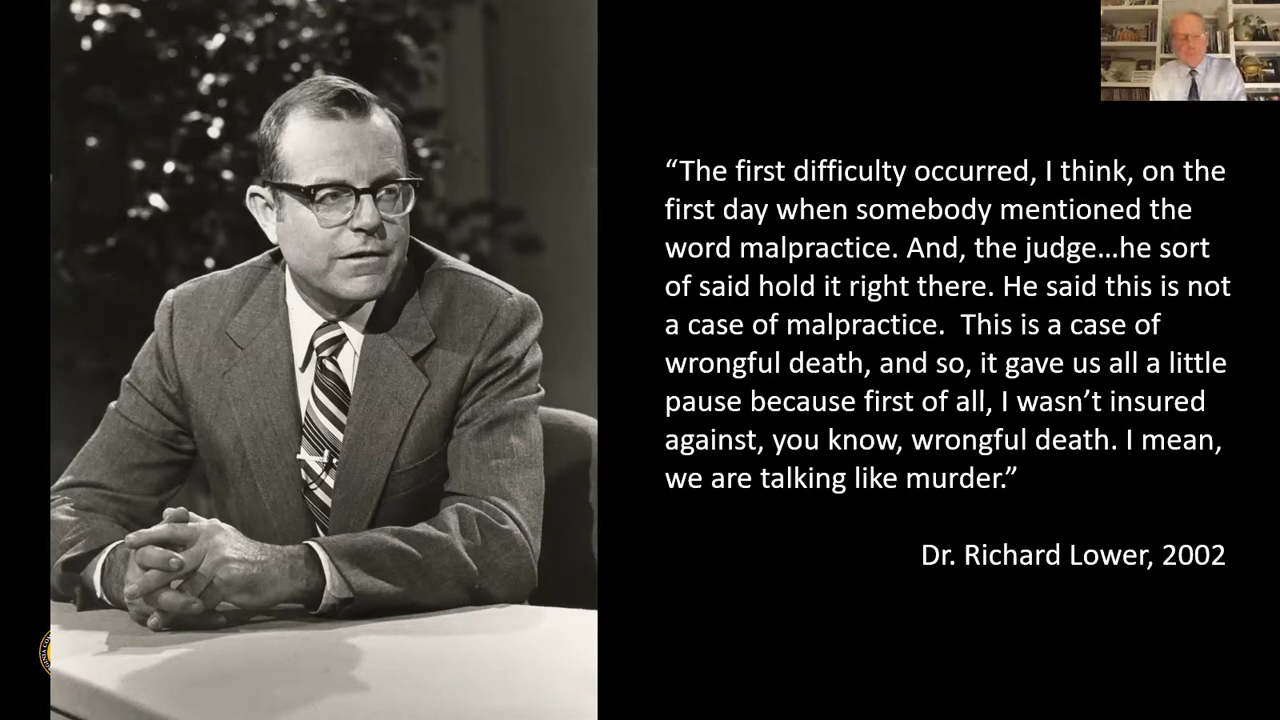 “The first difficulty occurred, I think, on the
first day when somebody mentioned the
word malpractice. And, the judge…he sort
of said hold it right there. He said this is not
a case of malpractice.  This is a case of
wrongful death, and so, it gave us all a little
pause because first of all, I wasn’t insured
against, you know, wrongful death. I mean,
we are talking like murder.”
Dr. Richard Lower, 2002